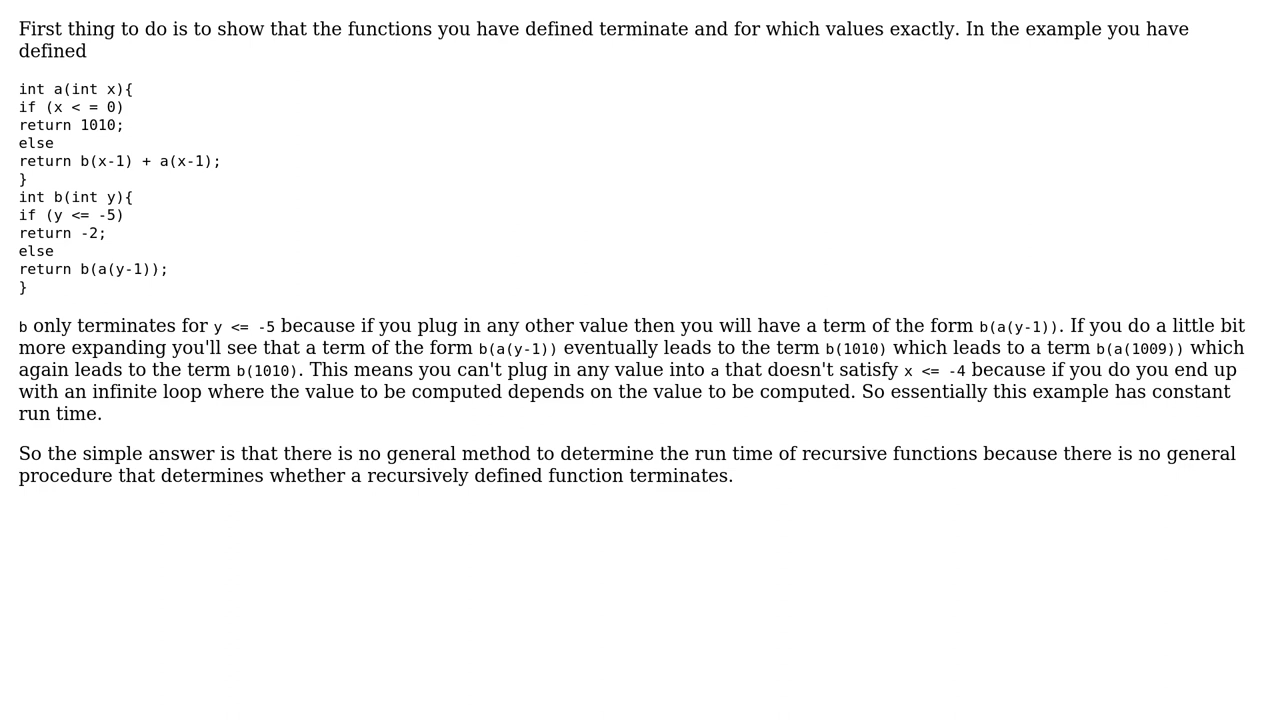 First thing to do is to show that the functions you have defined terminate and for which values exactly. In the example you have
defined
int a(int x){
if (x < = 0)
return 1010;
else
return b(x-1) + a(x-1);
}
int b(int y){
if (y <= -5)
return -2;
else
return b(a(y-1));
}
b only terminates for y <= -5 because if you plug in any other value then you will have a term of the form b(a(y-1)). If you do a little bit
more expanding you'll see that a term of the form b(a(y-1)) eventually leads to the term b(1010) which leads to a term b(a(1009)) which
again leads to the term b(1010). This means you can't plug in any value into a that doesn't satisfy x <= -4 because if you do you end up
with an infinite loop where the value to be computed depends on the value to be computed. So essentially this example has constant
run time.
So the simple answer is that there is no general method to determine the run time of recursive functions because there is no general
procedure that determines whether a recursively defined function terminates.